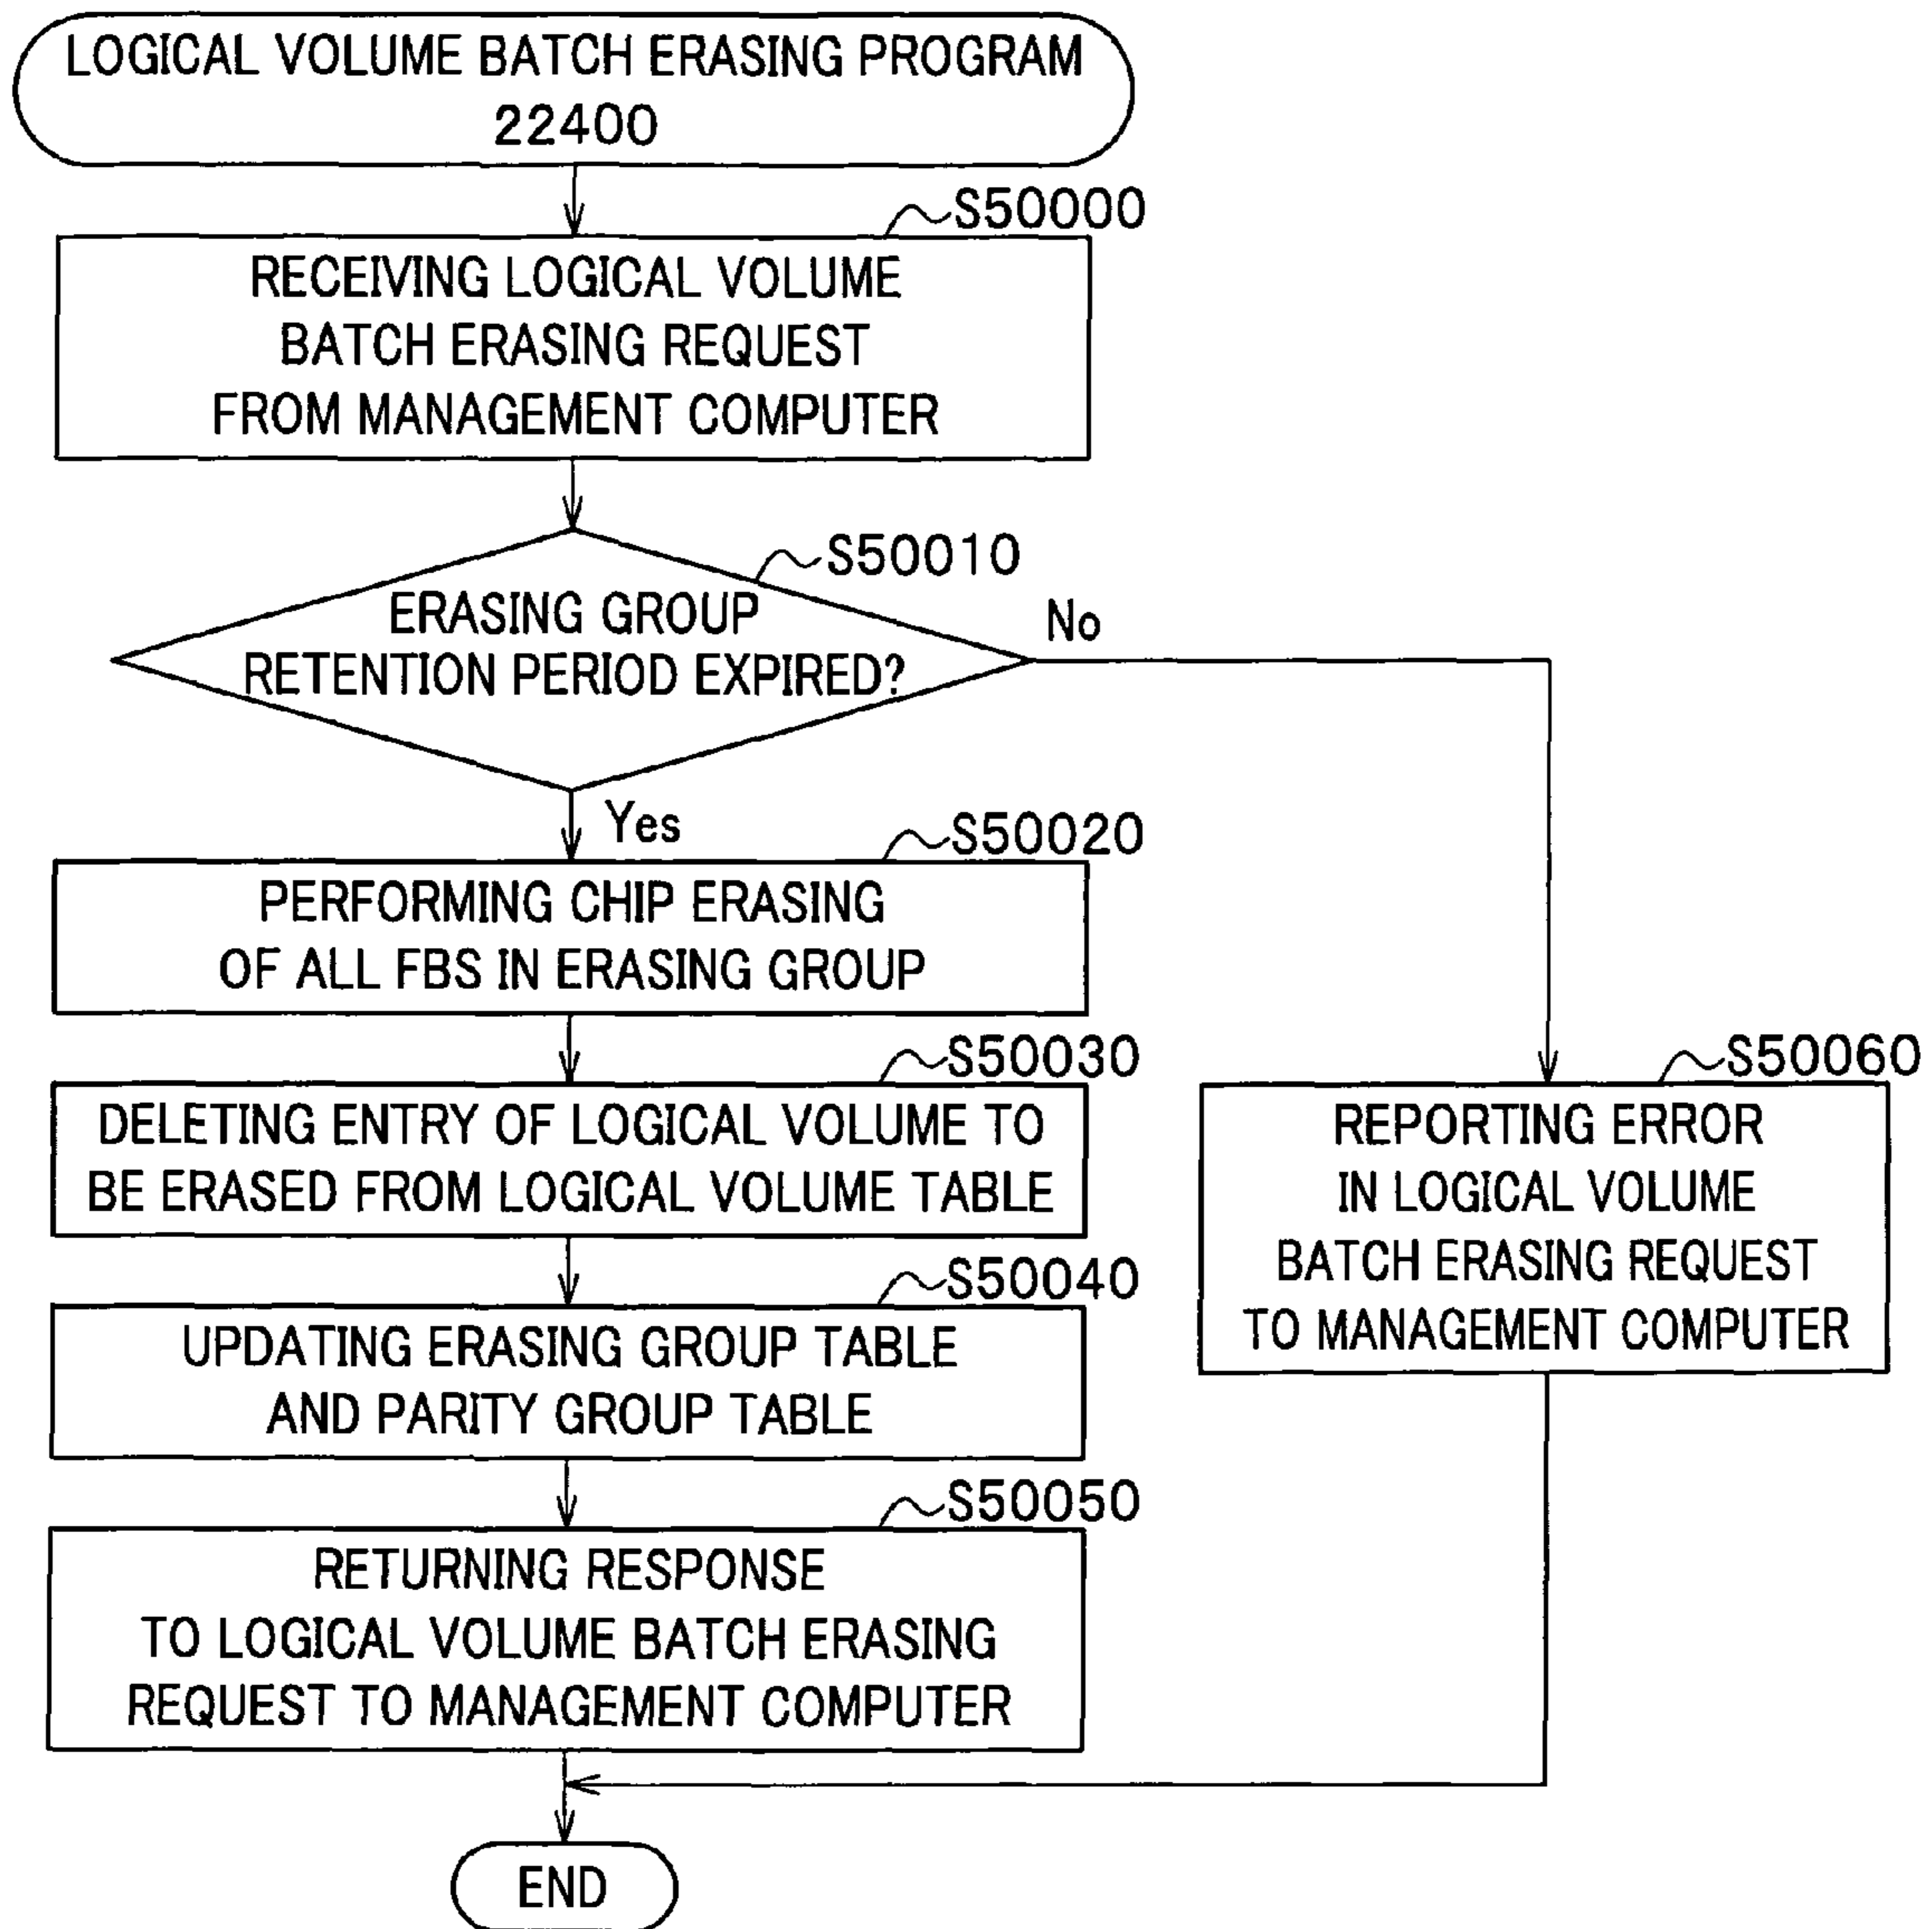 LOGICAL VOLUME BATCH ERASING PROGRAM
22400
S50000
RECEIVING LOGICAL VOLUME
BATCH ERASING REQUEST
FROM MANAGEMENT COMPUTER
S50010
ERASING GROUP
RETENTION PERIOD EXPIRED?
No
Yes
S50020
PERFORMING CHIP ERASING
OF ALL FBS IN ERASING GROUP
S50030
DELETING ENTRY OF LOGICAL VOLUME TO
BE ERASED FROM LOGICAL VOLUME TABLE
S50060
REPORTING ERROR
IN LOGICAL VOLUME
BATCH ERASING REQUEST
TO MANAGEMENT COMPUTER
S50040
UPDATING ERASING GROUP TABLE
AND PARITY GROUP TABLE
S50050
RETURNING RESPONSE
TO LOGICAL VOLUME BATCH ERASING
REQUEST TO MANAGEMENT COMPUTER
END